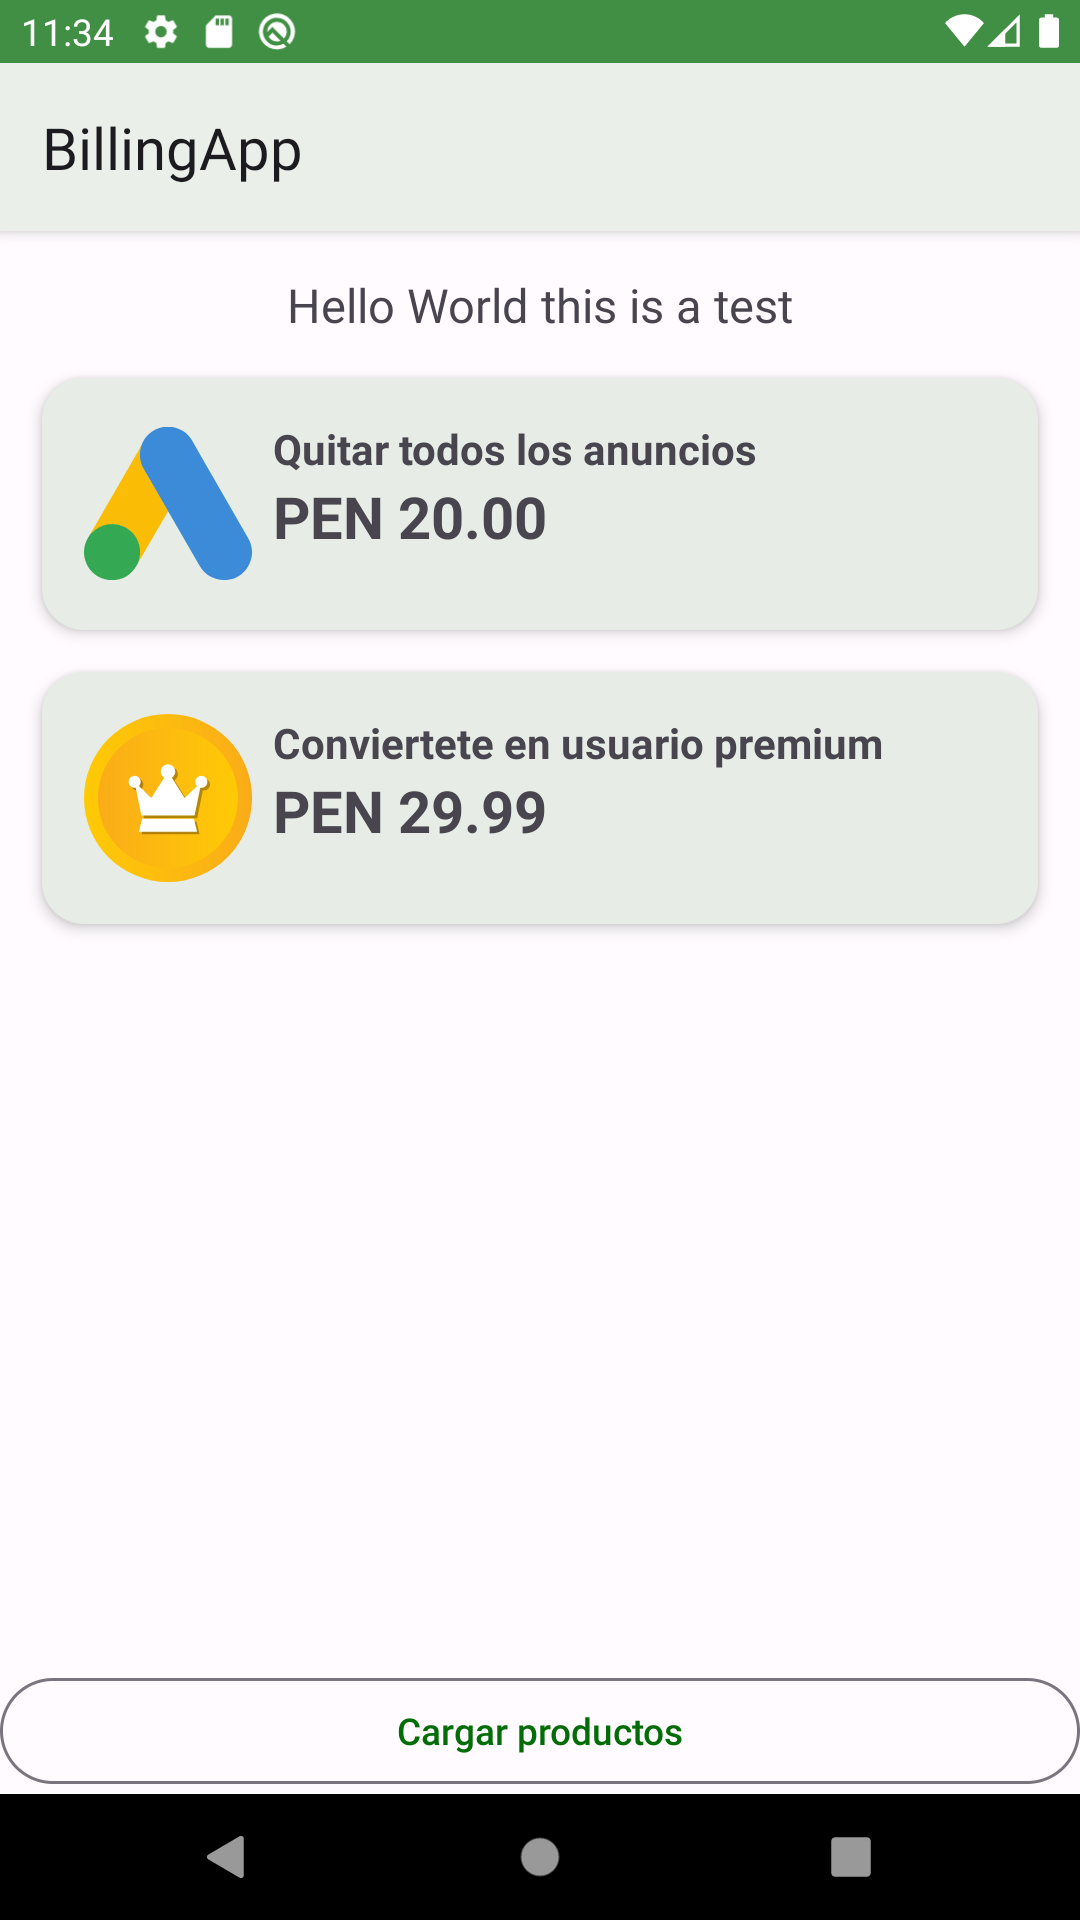 11:34
BillingApp
Hello World this is a test
Quitar todos los anuncios
PEN 20.00
Conviertete en usuario premium
PEN 29.99
Cargar productos